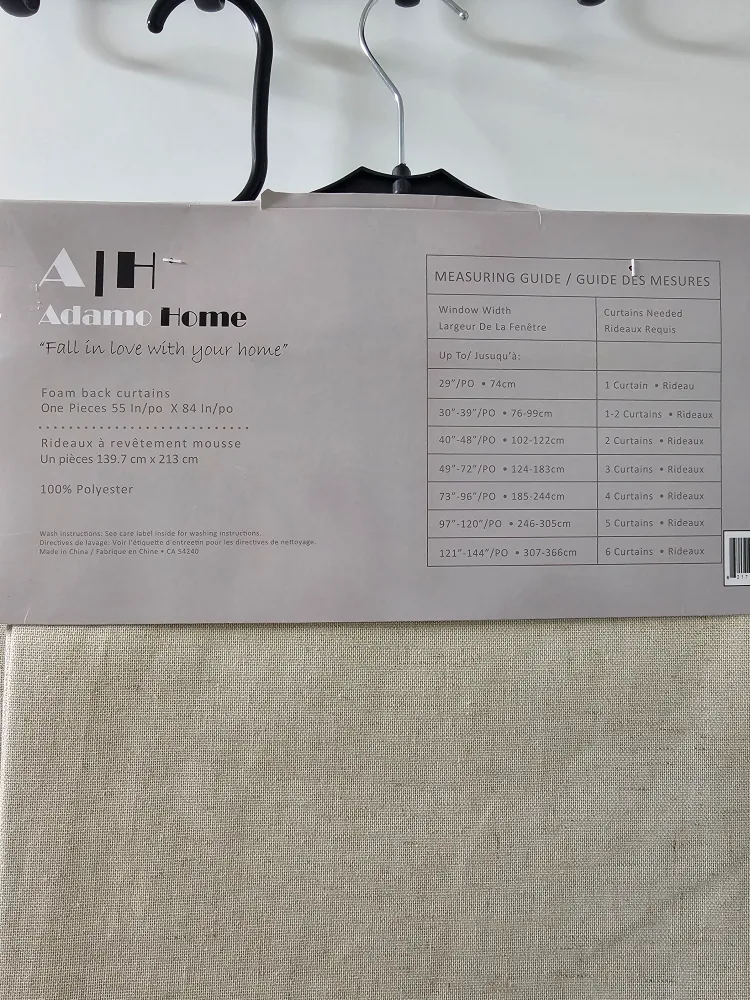 A|H
Adamo Home
"Fall in love with your home"
Foam back curtains
One Pieces 55 In/po X 84 In/po
Rideaux à revêtement mousse
Un pièces 139.7 cm x 213 cm
100% Polyester
Wash instructions: See care label inside for washing instructions.
Directives de lavage: Voir l'étiquette d'entreetin pour les directives de nettoyage.
Made in China / Fabrique en Chine • CA 54240
MEASURING GUIDE / GUIDE DES MESURES
Window Width
Largeur De La Fenêtre
Curtains Needed
Rideaux Requis
Up To/ Jusuqu'à:
29"/PO • 74cm 1 Curtain • Rideau
30"-39"/PO • 76-99cm 1-2 Curtains • Rideaux
40"-48"/PO • 102-122cm 2 Curtains • Rideaux
49"-72"/PO • 124-183cm 3 Curtains • Rideaux
73"-96"/PO • 185-244cm 4 Curtains • Rideaux
97"-120"/PO • 246-305cm 5 Curtains • Rideaux
121"-144"/PO • 307-366cm 6 Curtains • Rideaux